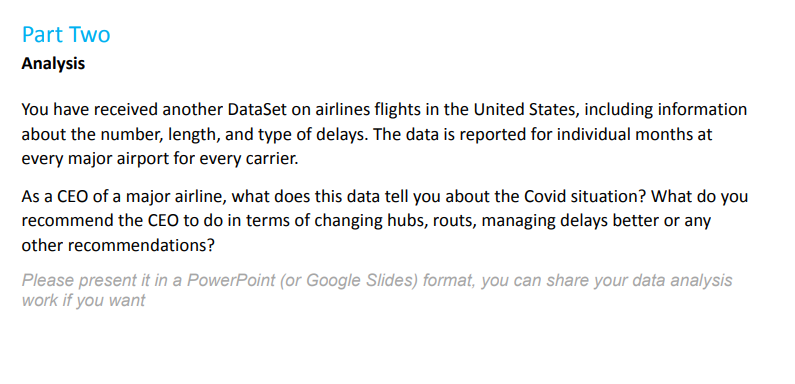 Part Two
Analysis
You have received another DataSet on airlines flights in the United States, including information
about the number, length, and type of delays. The data is reported for individual months at
every major airport for every carrier.
As a CEO of a major airline, what does this data tell you about the Covid situation? What do you
recommend the CEO to do in terms of changing hubs, routs, managing delays better or any
other recommendations?
Please present it in a PowerPoint (or Google Slides) format, you can share your data analysis
work if you want